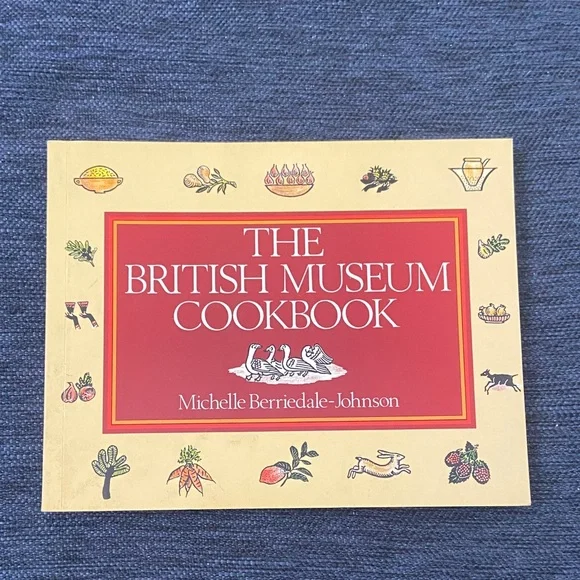 THE
BRITISH MUSEUM
COOKBOOK
Michelle Berriedale-Johnson